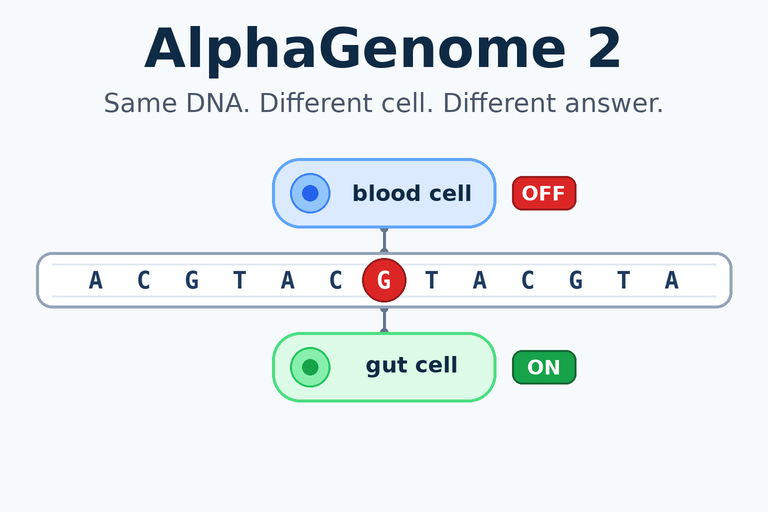 AlphaGenome 2
Same DNA. Different cell. Different answer.
blood cell OFF
A C G T A C G T A C G T A
gut cell ON